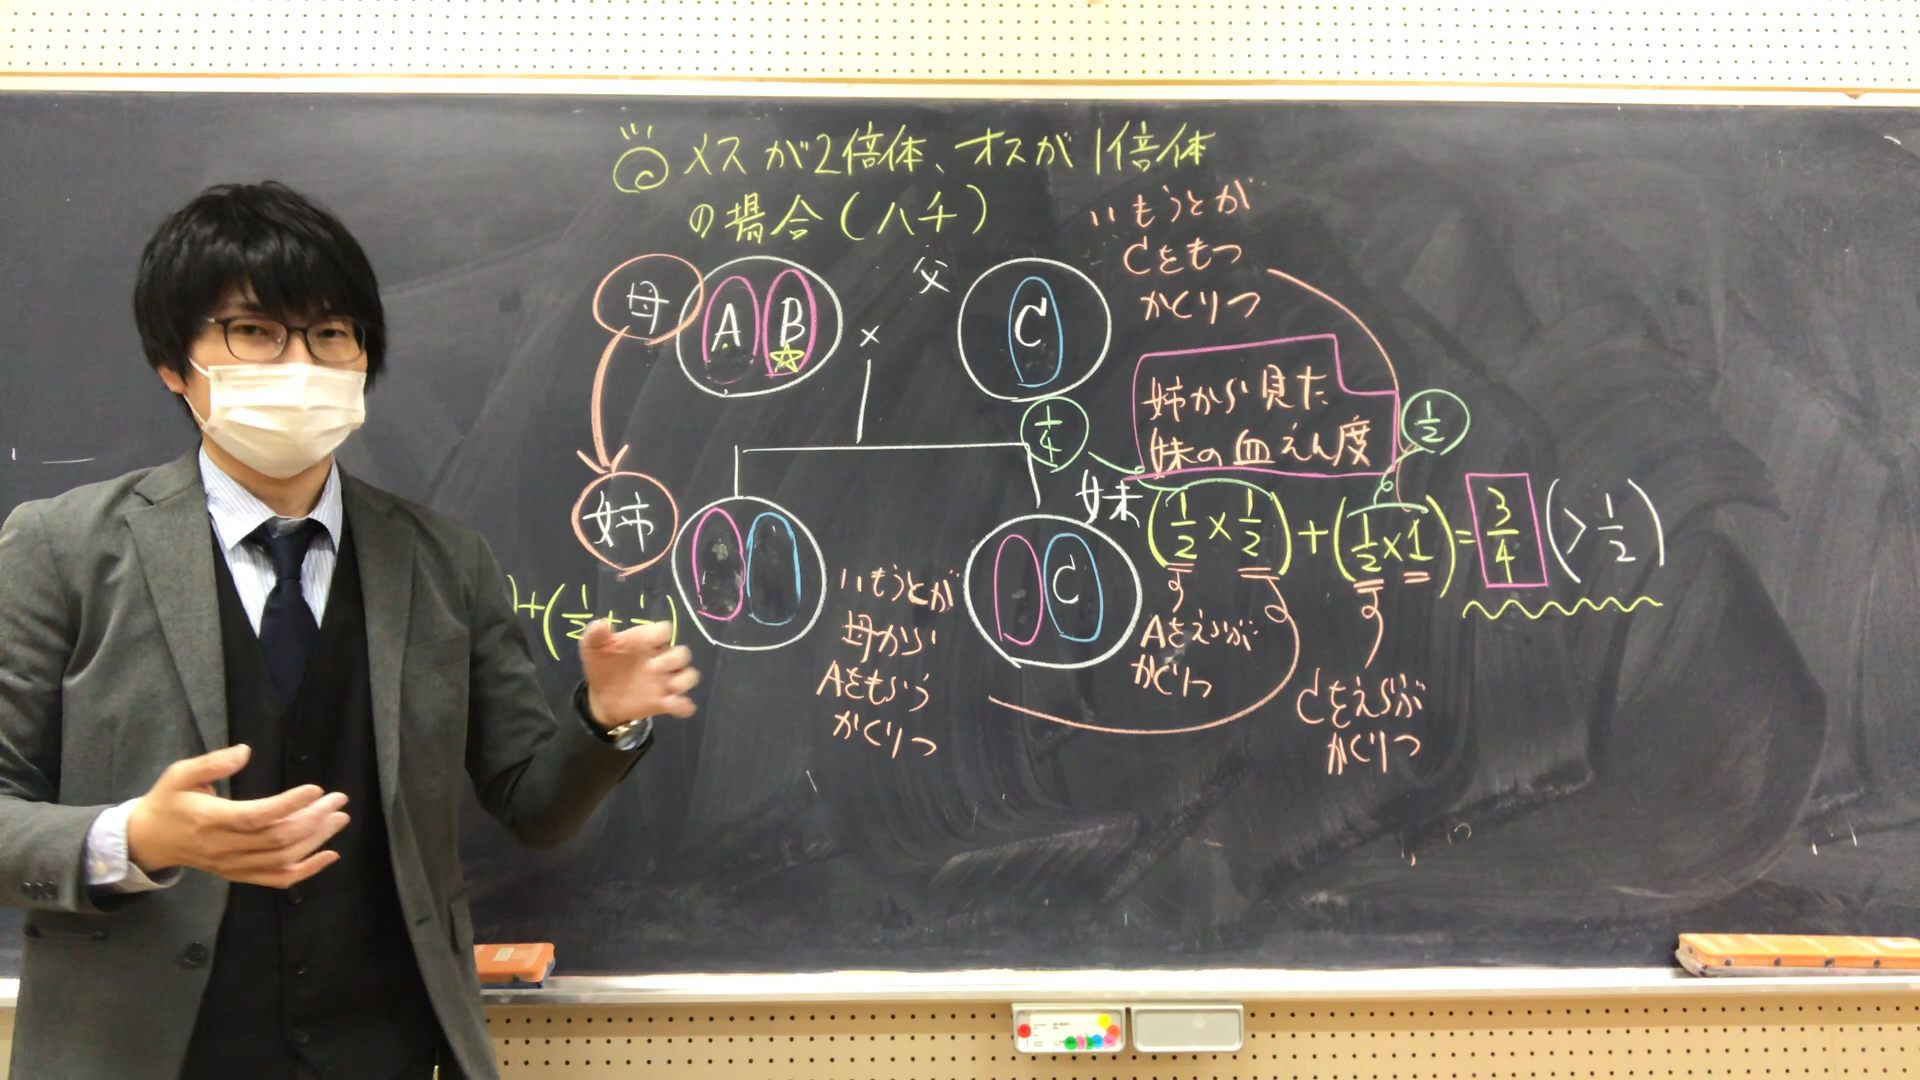 メスが2倍体、オスが1倍体
の場合(ハチ)
母
A B
×
父
C
いもうとが
Cをもつ
かくりつ
姉から見た
妹の血えん度
1/4
1/2
姉
妹
C
(1/2×1/2)+(1/2×1)=3/4(>1/2)
)+(1/2+1/
いもうとが
母から
Aをもらう
かくりつ
Aをえらぶ
かくりつ
Cをえらぶ
かくりつ